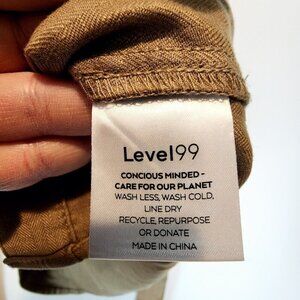 Level99
CONCIOUS MINDED -
CARE FOR OUR PLANET
WASH LESS, WASH COLD,
LINE DRY
RECYCLE, REPURPOSE
OR DONATE
MADE IN CHINA